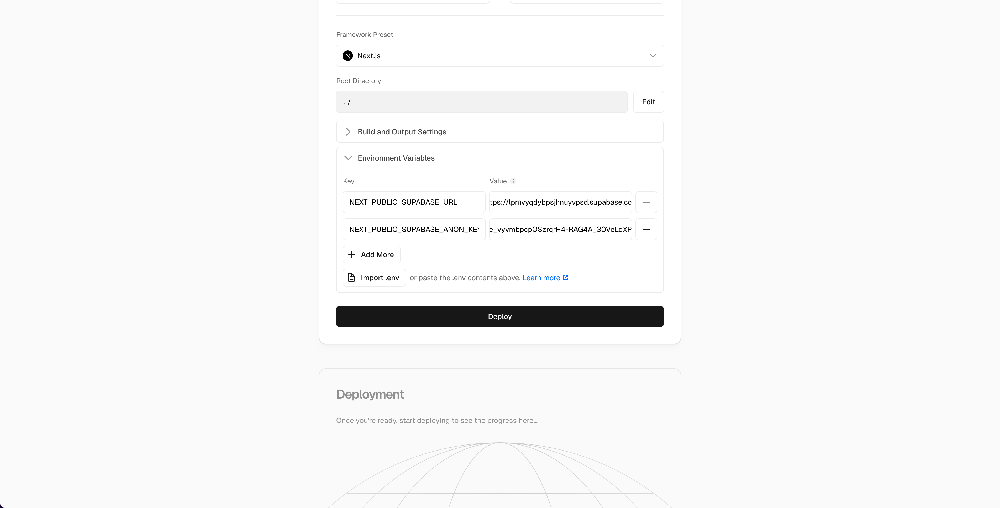 Framework Preset
Next.js
Root Directory
./
Edit
Build and Output Settings
Environment Variables
Key
Value
NEXT_PUBLIC_SUPABASE_URL
tps://lpmvyqdybpsjhnuyvpsd.supabase.co
NEXT_PUBLIC_SUPABASE_ANON_KEY
e_vyvmbpcpQSzrqrH4-RAG4A_30VeLdXP
Add More
Import .env or paste the .env contents above. Learn more
Deploy
Deployment
Once you're ready, start deploying to see the progress here...